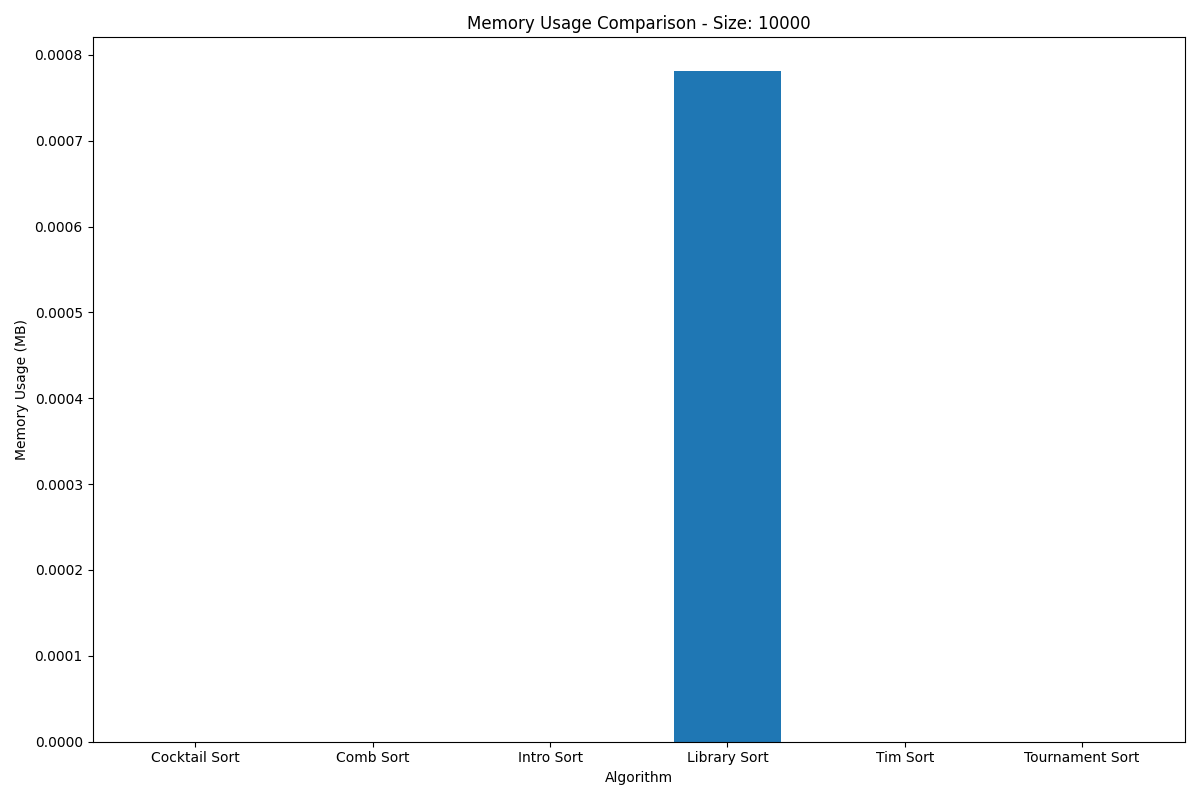 Memory Usage Comparison - Size: 10000
Memory Usage (MB)
0.0008
0.0007
0.0006
0.0005
0.0004
0.0003
0.0002
0.0001
0.0000
Cocktail Sort
Comb Sort
Intro Sort
Library Sort
Tim Sort
Tournament Sort
Algorithm